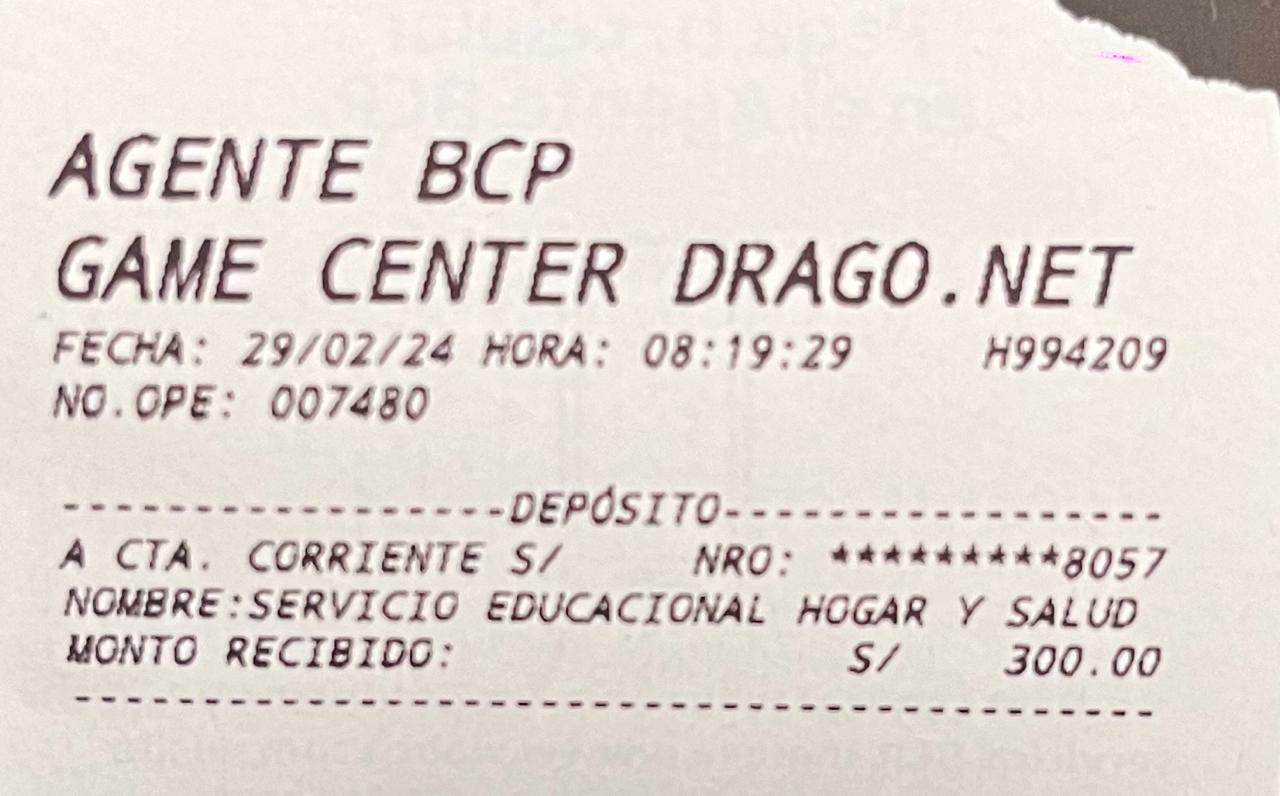 AGENTE BCP
GAME CENTER DRAGO.NET
FECHA: 29/02/24 HORA: 08:19:29 H994209
NO.OPE: 007480
------------------DEPÓSITO------------------
A CTA. CORRIENTE S/ NRO: *********8057
NOMBRE:SERVICIO EDUCACIONAL HOGAR Y SALUD
MONTO RECIBIDO: S/ 300.00
--------------------------------------------